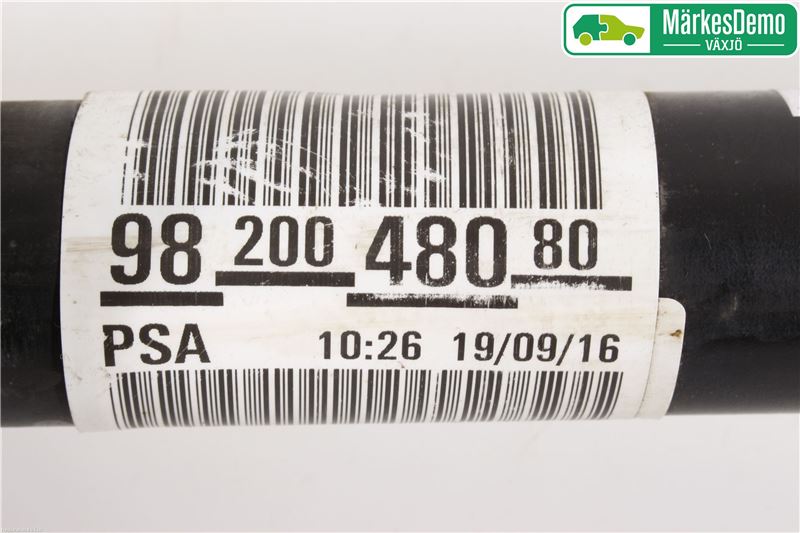 MärkesDemo
VÄXJÖ
98 200 480 80
PSA 10:26 19/09/16